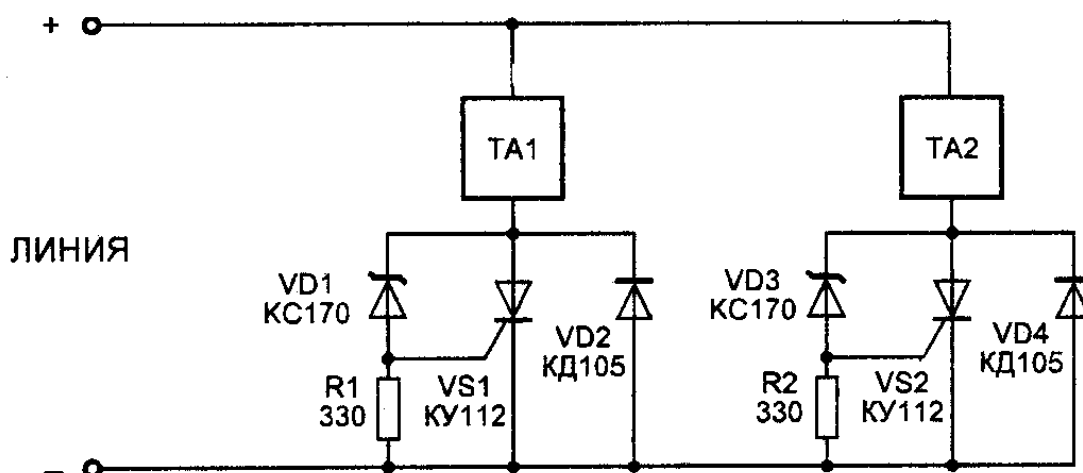 +
TA1
TA2
ЛИНИЯ
VD1
КС170
VD2
КД105
R1
330
VS1
КУ112
VD3
КС170
VD4
КД105
R2
330
VS2
КУ112
–